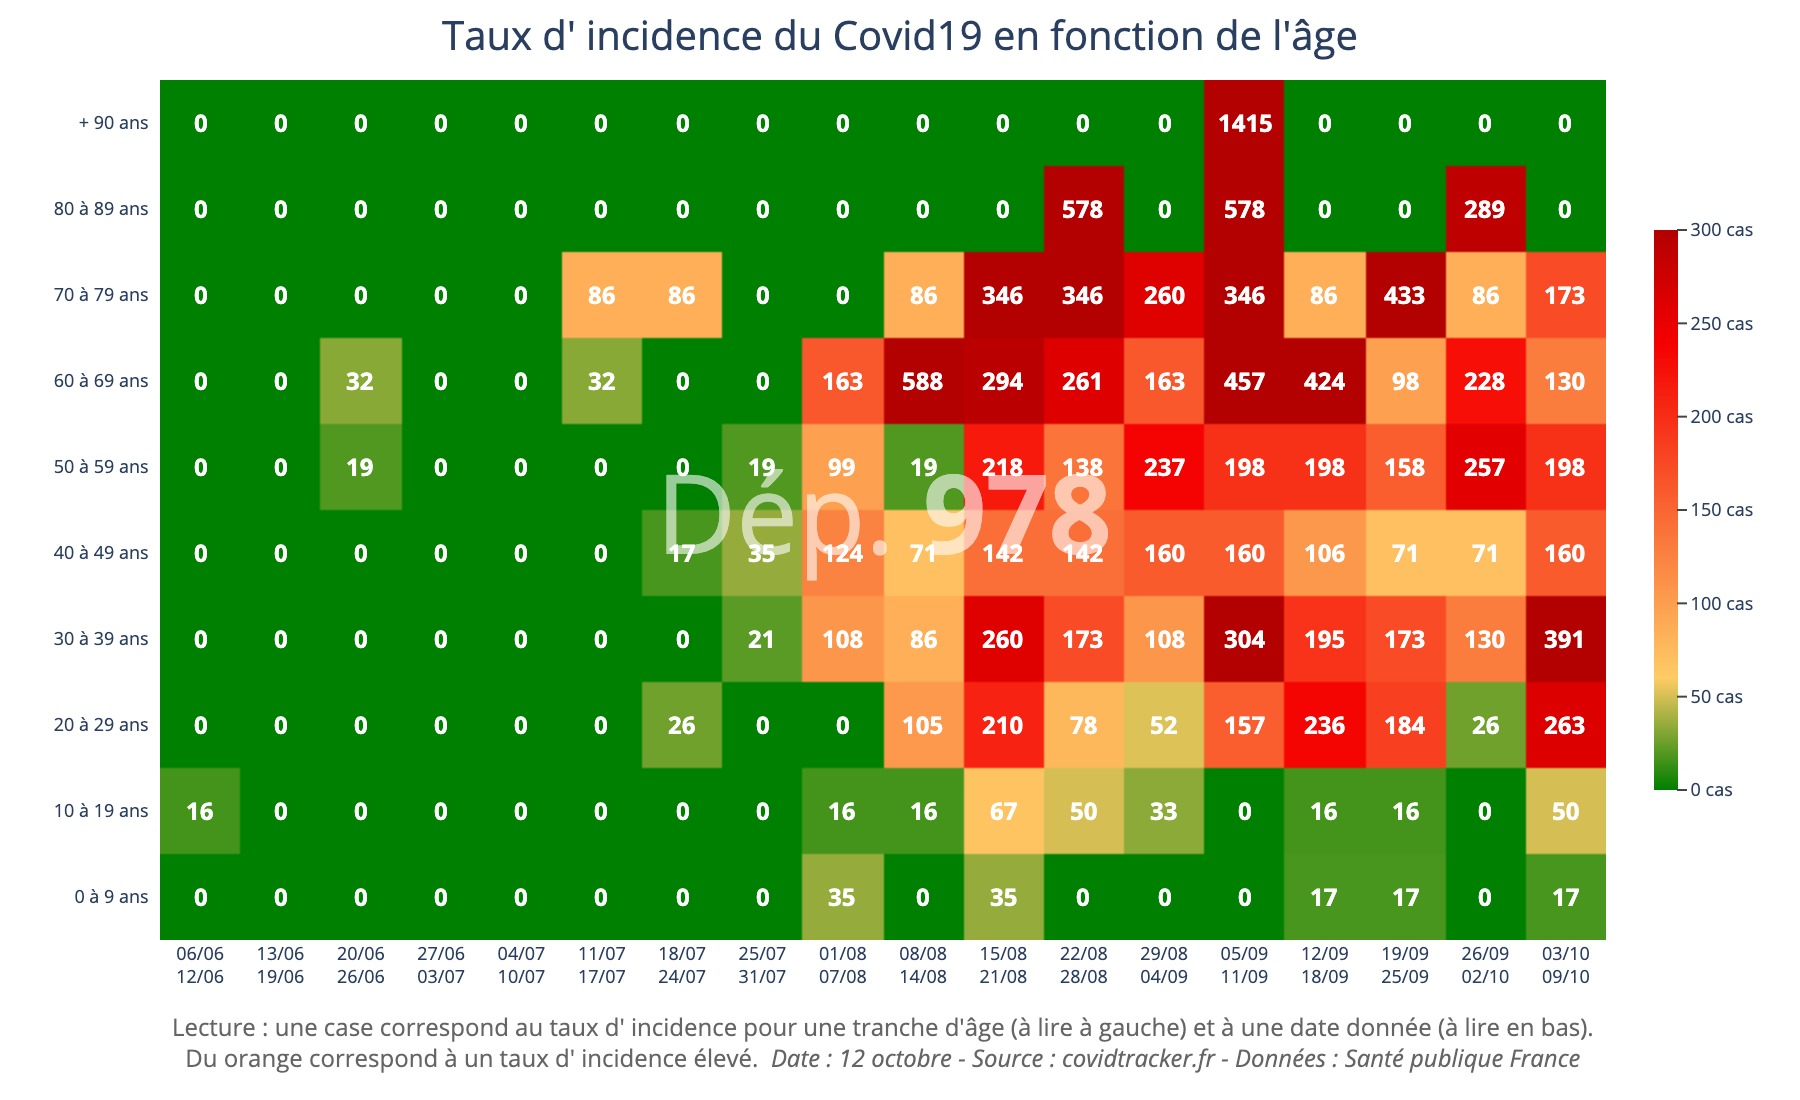 Taux d' incidence du Covid19 en fonction de l'âge
+ 90 ans 0 0 0 0 0 0 0 0 0 0 0 0 0 1415 0 0 0 0
80 à 89 ans 0 0 0 0 0 0 0 0 0 0 0 578 0 578 0 0 289 0
70 à 79 ans 0 0 0 0 0 86 86 0 0 86 346 346 260 346 86 433 86 173
60 à 69 ans 0 0 32 0 0 32 0 0 163 588 294 261 163 457 424 98 228 130
50 à 59 ans 0 0 19 0 0 0 0 19 99 19 218 138 237 198 198 158 257 198
Dép. 978
40 à 49 ans 0 0 0 0 0 0 17 35 124 71 142 142 160 160 106 71 71 160
30 à 39 ans 0 0 0 0 0 0 0 21 108 86 260 173 108 304 195 173 130 391
20 à 29 ans 0 0 0 0 0 0 26 0 0 105 210 78 52 157 236 184 26 263
10 à 19 ans 16 0 0 0 0 0 0 0 16 16 67 50 33 0 16 16 0 50
0 à 9 ans 0 0 0 0 0 0 0 0 35 0 35 0 0 0 17 17 0 17
06/06 13/06 20/06 27/06 04/07 11/07 18/07 25/07 01/08 08/08 15/08 22/08 29/08 05/09 12/09 19/09 26/09 03/10
12/06 19/06 26/06 03/07 10/07 17/07 24/07 31/07 07/08 14/08 21/08 28/08 04/09 11/09 18/09 25/09 02/10 09/10
300 cas
250 cas
200 cas
150 cas
100 cas
50 cas
0 cas
Lecture : une case correspond au taux d' incidence pour une tranche d'âge (à lire à gauche) et à une date donnée (à lire en bas).
Du orange correspond à un taux d' incidence élevé. Date : 12 octobre - Source : covidtracker.fr - Données : Santé publique France